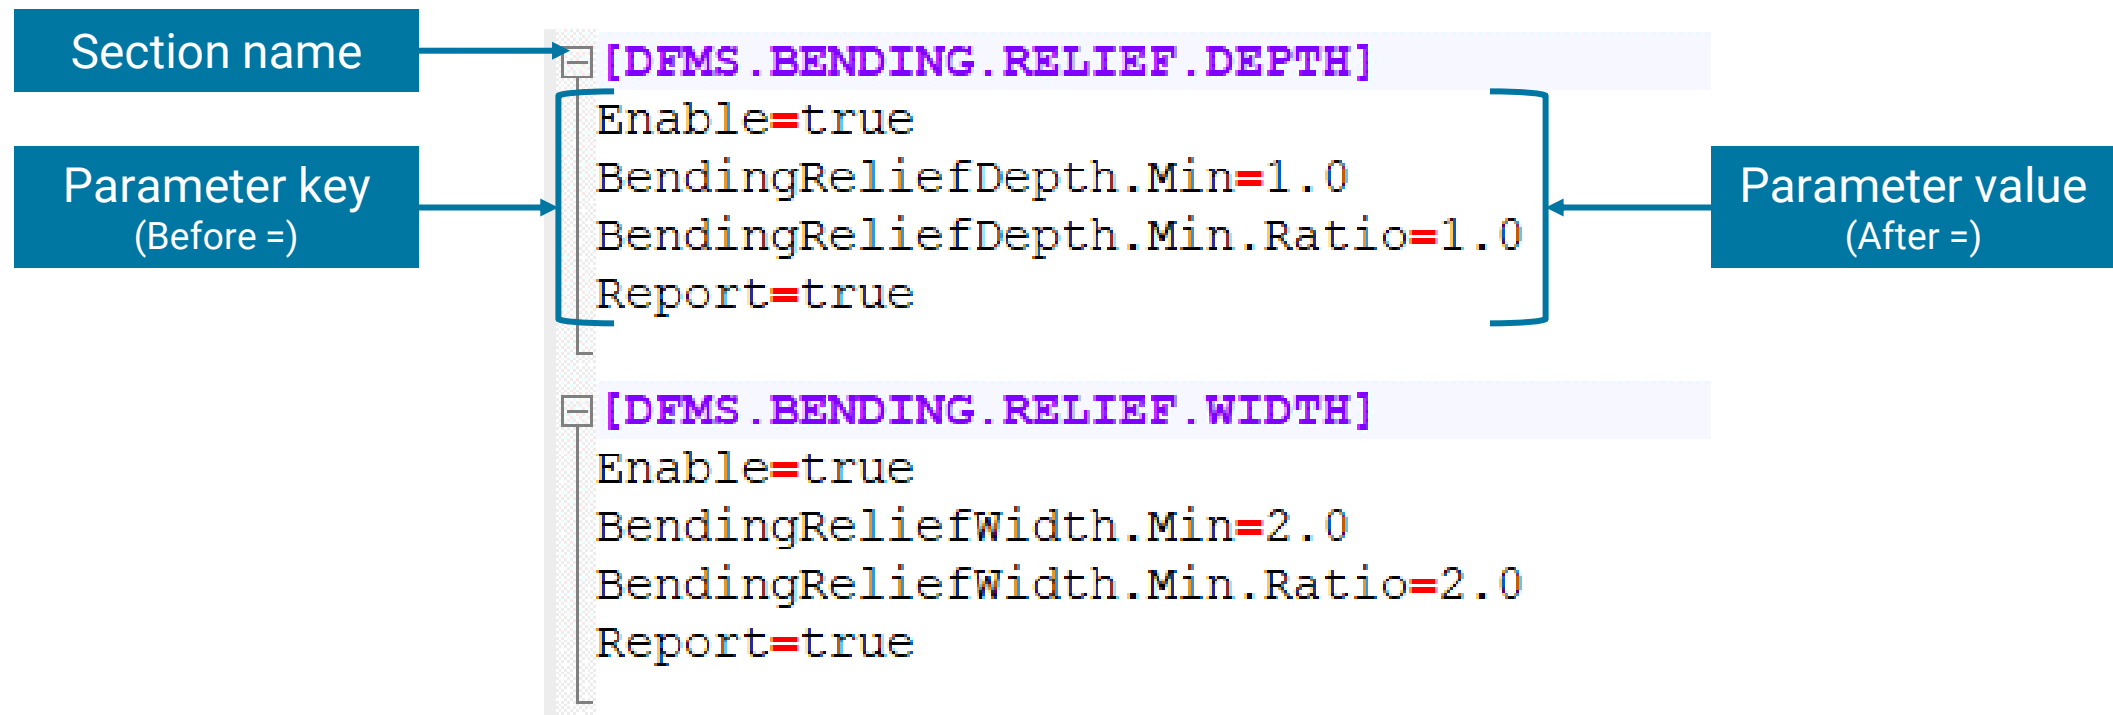 Section name
[DFMS.BENDING.RELIEF.DEPTH]
Enable=true
Parameter key
(Before =)
BendingReliefDepth.Min=1.0
BendingReliefDepth.Min.Ratio=1.0
Report=true
Parameter value
(After =)
[DFMS.BENDING.RELIEF.WIDTH]
Enable=true
BendingReliefWidth.Min=2.0
BendingReliefWidth.Min.Ratio=2.0
Report=true